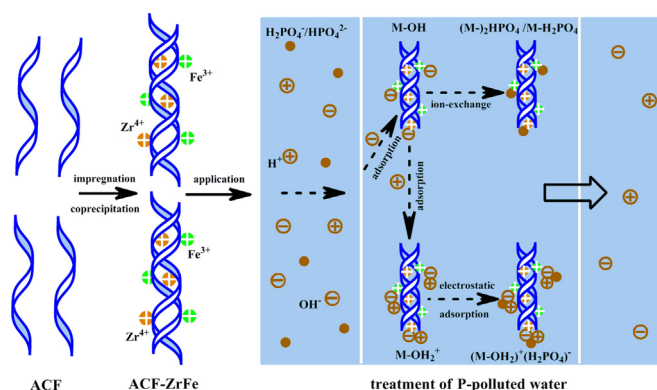 H₂PO₄⁻/HPO₄²⁻
M-OH
(M-)₂HPO₄ /M-H₂PO₄
Fe³⁺
ion-exchange
Zr⁴⁺
adsorption
H⁺
impregnation
application
coprecipitation
adsorption
Fe³⁺
electrostatic
adsorption
OH⁻
Zr⁴⁺
M-OH₂⁺
(M-OH₂)⁺(H₂PO₄)⁻
ACF
ACF-ZrFe
treatment of P-polluted water